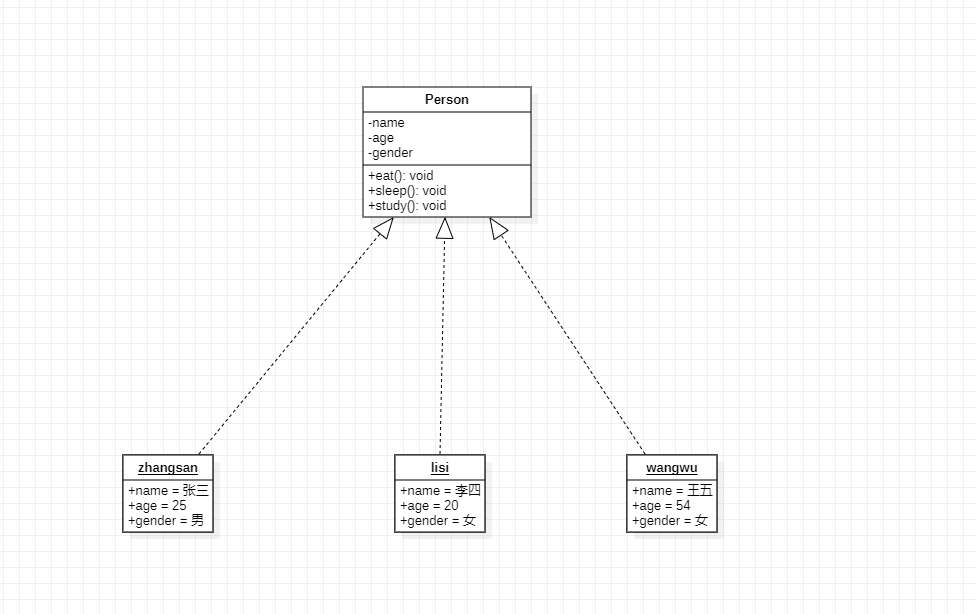 Person
-name
-age
-gender
+eat(): void
+sleep(): void
+study(): void
zhangsan
+name = 张三
+age = 25
+gender = 男
lisi
+name = 李四
+age = 20
+gender = 女
wangwu
+name = 王五
+age = 54
+gender = 女